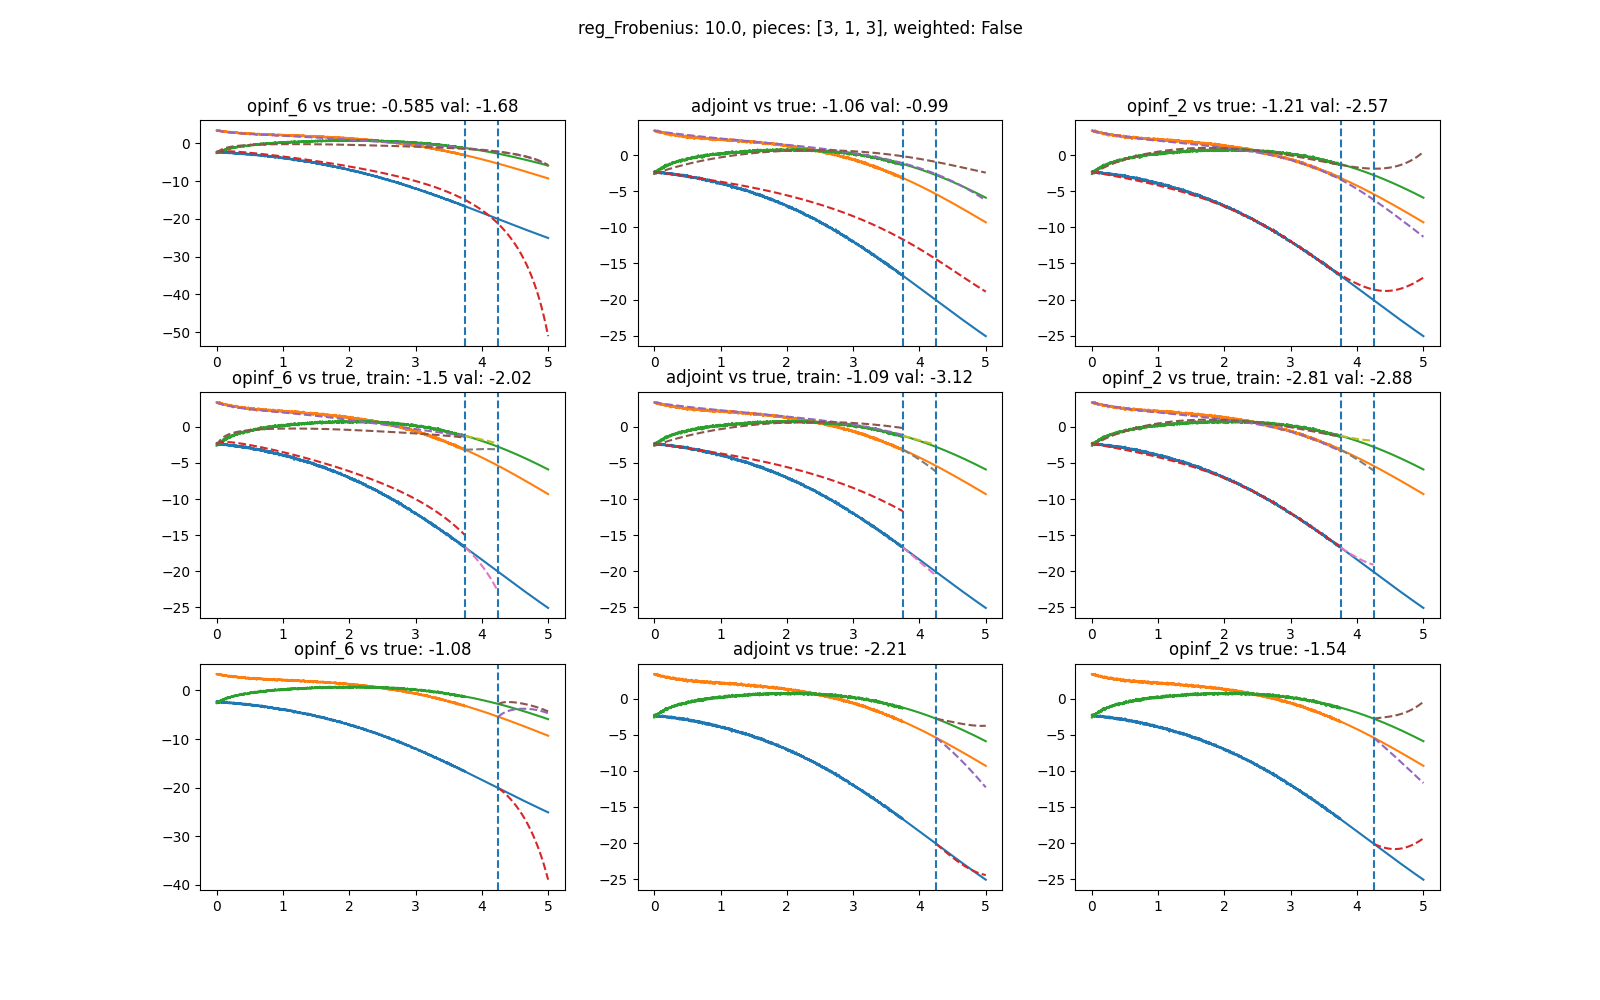 reg_Frobenius: 10.0, pieces: [3, 1, 3], weighted: False
opinf_6 vs true: -0.585 val: -1.68
adjoint vs true: -1.06 val: -0.99
opinf_2 vs true: -1.21 val: -2.57
0
−10
−20
−30
−40
−50
0 1 2 3 4 5
0
−5
−10
−15
−20
−25
0 1 2 3 4 5
0
−5
−10
−15
−20
−25
0 1 2 3 4 5
opinf_6 vs true, train: -1.5 val: -2.02
adjoint vs true, train: -1.09 val: -3.12
opinf_2 vs true, train: -2.81 val: -2.88
0
−5
−10
−15
−20
−25
0 1 2 3 4 5
0
−5
−10
−15
−20
−25
0 1 2 3 4 5
0
−5
−10
−15
−20
−25
0 1 2 3 4 5
opinf_6 vs true: -1.08
adjoint vs true: -2.21
opinf_2 vs true: -1.54
0
−10
−20
−30
−40
0 1 2 3 4 5
0
−5
−10
−15
−20
−25
0 1 2 3 4 5
0
−5
−10
−15
−20
−25
0 1 2 3 4 5